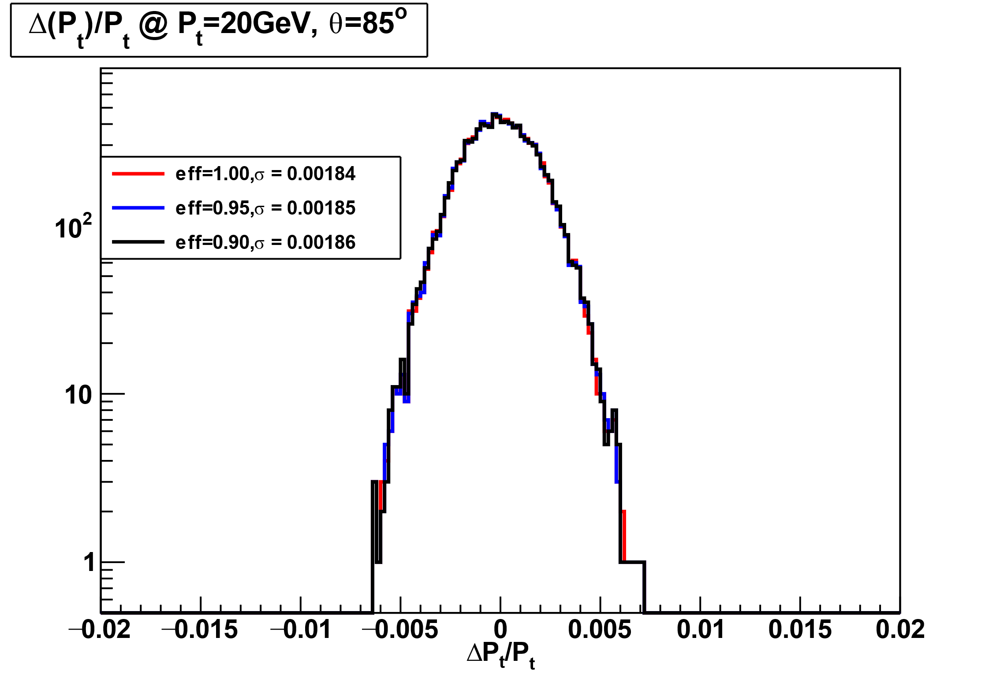 Δ(Pt)/Pt @ Pt=20GeV, θ=85o
eff=1.00,σ = 0.00184
eff=0.95,σ = 0.00185
eff=0.90,σ = 0.00186
10²
10
1
−0.02 −0.015 −0.01 −0.005 0 0.005 0.01 0.015 0.02
ΔPt/Pt